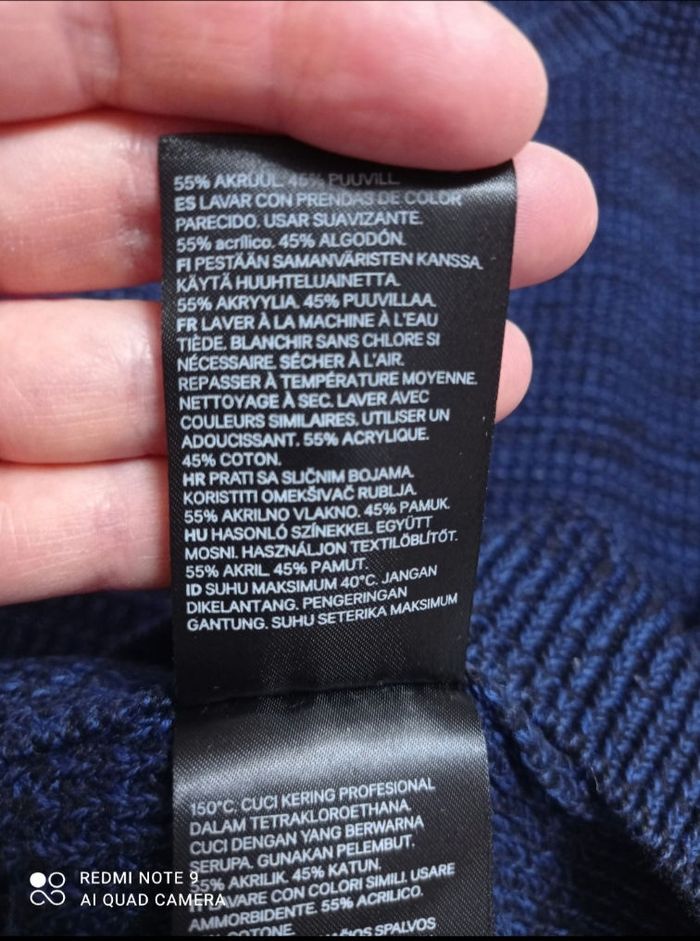 55% AKRÜÜL. 45% PUUVILL.
ES LAVAR CON PRENDAS DE COLOR
PARECIDO. USAR SUAVIZANTE.
55% acrílico. 45% ALGODÓN.
FI PESTÄÄN SAMANVÄRISTEN KANSSA.
KÄYTÄ HUUHTELUAINETTA.
55% AKRYYLIA. 45% PUUVILLAA.
FR LAVER À LA MACHINE À L'EAU
TIÈDE. BLANCHIR SANS CHLORE SI
NÉCESSAIRE. SÉCHER À L'AIR.
REPASSER À TEMPÉRATURE MOYENNE.
NETTOYAGE À SEC. LAVER AVEC
COULEURS SIMILAIRES. UTILISER UN
ADOUCISSANT. 55% ACRYLIQUE.
45% COTON.
HR PRATI SA SLIČNIM BOJAMA.
KORISTITI OMEKŠIVAČ RUBLJA.
55% AKRILNO VLAKNO. 45% PAMUK.
HU HASONLÓ SZÍNEKKEL EGYÜTT
MOSNI. HASZNÁLJON TEXTILÖBLÍTŐT.
55% AKRIL. 45% PAMUT.
ID SUHU MAKSIMUM 40°C. JANGAN
DIKELANTANG. PENGERINGAN
GANTUNG. SUHU SETERIKA MAKSIMUM
150°C. CUCI KERING PROFESIONAL
DALAM TETRAKLOROETHANA.
CUCI DENGAN YANG BERWARNA
SERUPA. GUNAKAN PELEMBUT.
55% AKRILIK. 45% KATUN.
LAVARE CON COLORI SIMILI. USARE
AMMORBIDENTE. 55% ACRILICO.
COTONE.
SPALVOS
REDMI NOTE 9
AI QUAD CAMERA